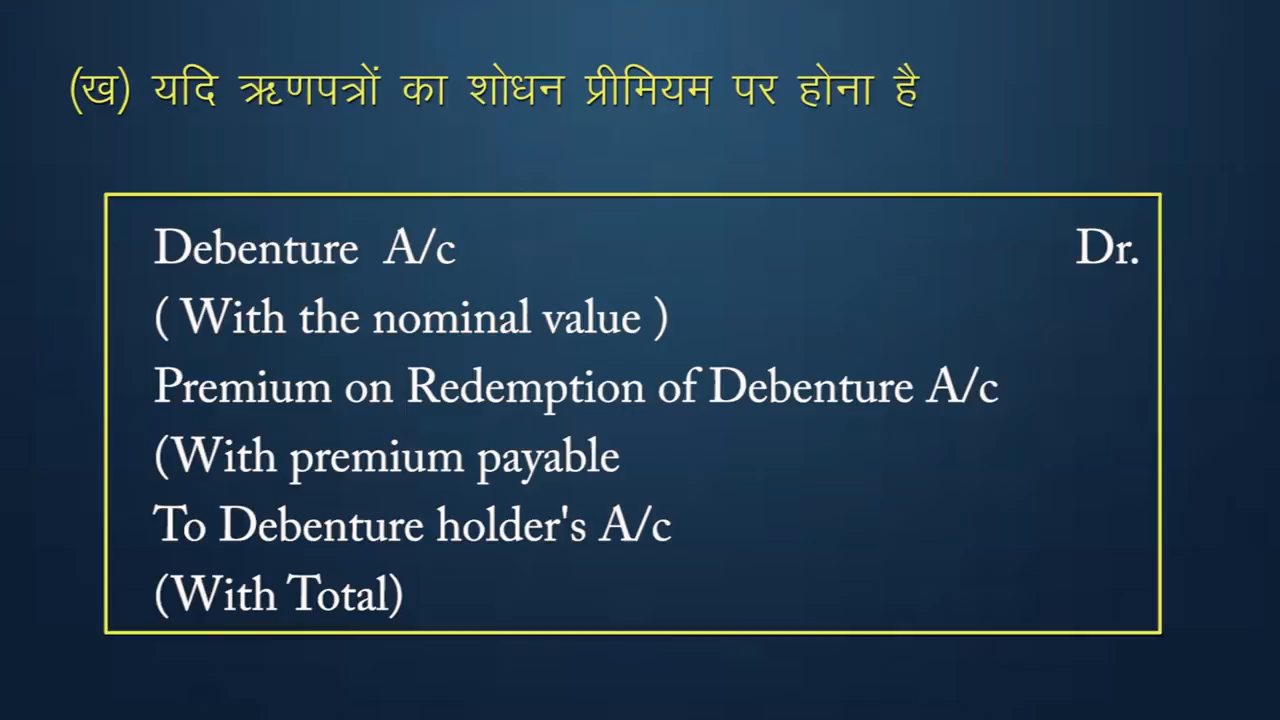 (ख) यदि ऋणपत्रों का शोधन प्रीमियम पर होना है
Debenture A/c Dr.
( With the nominal value )
Premium on Redemption of Debenture A/c
(With premium payable
To Debenture holder's A/c
(With Total)